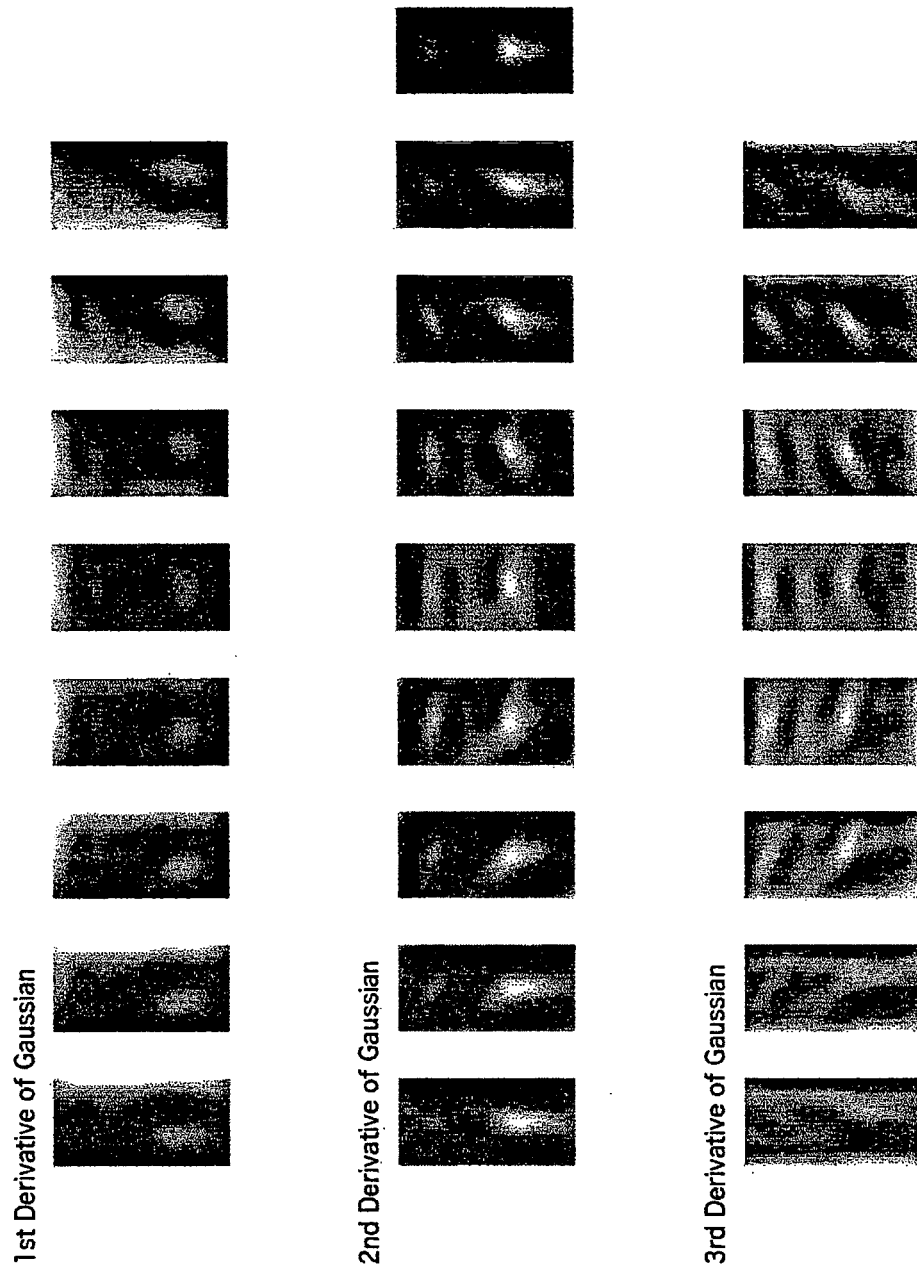 1st Derivative of Gaussian
2nd Derivative of Gaussian
3rd Derivative of Gaussian